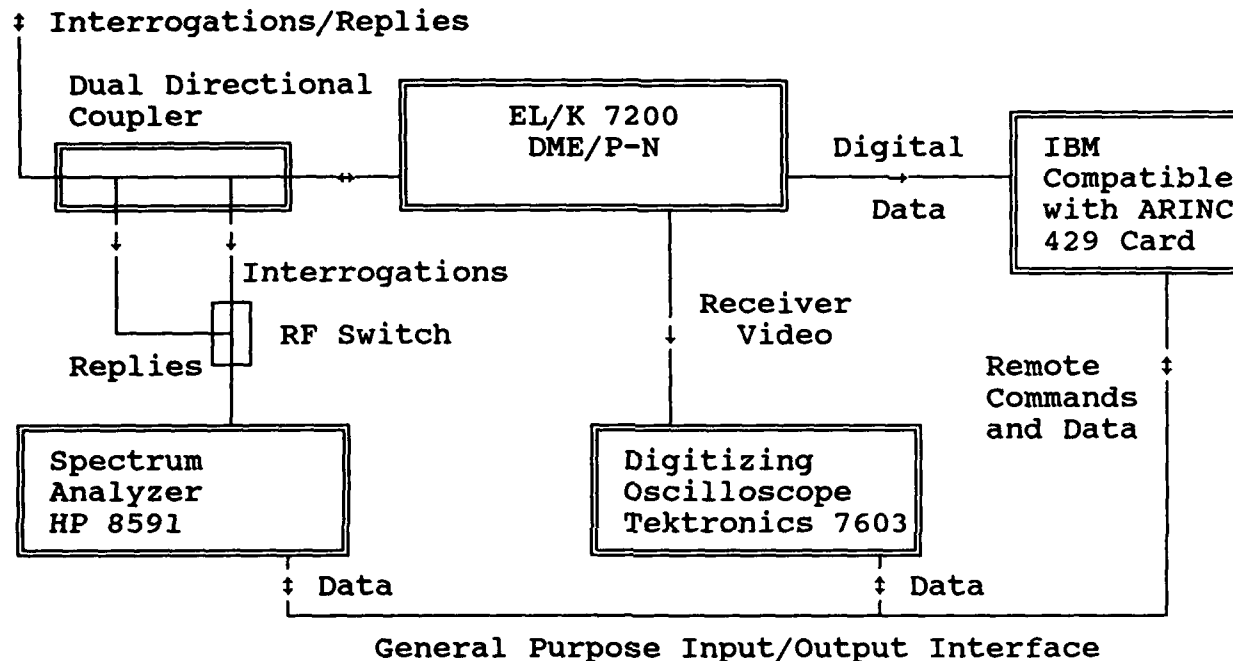 Interrogations/Replies
Dual Directional
Coupler
EL/K 7200
DME/P-N
Digital
Data
IBM
Compatible
with ARINC
429 Card
Interrogations
RF Switch
Replies
Receiver
Video
Remote
Commands
and Data
Spectrum
Analyzer
HP 8591
Digitizing
Oscilloscope
Tektronics 7603
Data
Data
General Purpose Input/Output Interface